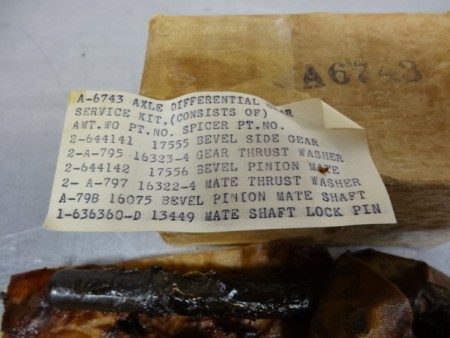 A6743
A-6743 AXLE DIFFERENTIAL
SERVICE KIT.(CONSISTS OF)
AMT.WO PT.NO. SPICER PT.NO.
2-644141 17555 BEVEL SIDE GEAR
2-A-795 16323-4 GEAR THRUST WASHER
2-644142 17556 BEVEL PINION MATE
2- A-797 16322-4 MATE THRUST WASHER
A-798 16075 BEVEL PINION MATE SHAFT
1-636360-D 13449 MATE SHAFT LOCK PIN